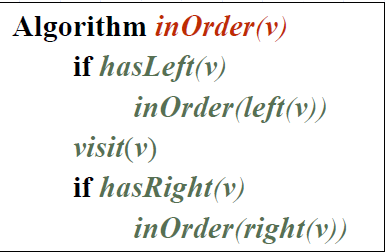 Algorithm inOrder(v)
if hasLeft(v)
inOrder(left(v))
visit(v)
if hasRight(v)
inOrder(right(v))